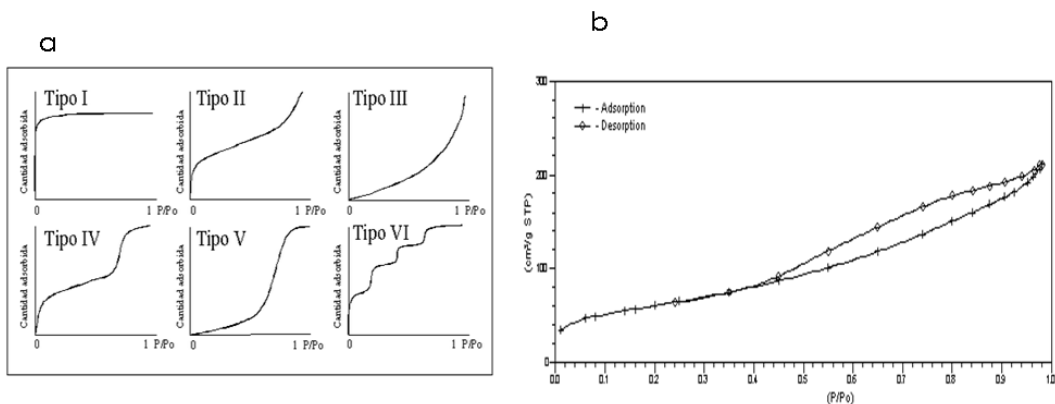 a
Tipo I
Cantidad adsorbida
0 1 P/Po
Tipo II
Cantidad adsorbida
0 1 P/Po
Tipo III
Cantidad adsorbida
0 1 P/Po
Tipo IV
Cantidad adsorbida
0 1 P/Po
Tipo V
Cantidad adsorbida
0 1 P/Po
Tipo VI
Cantidad adsorbida
0 1 P/Po
b
300
200
100
0
(cm³/g STP)
- Adsorption
- Desorption
0.0 0.1 0.2 0.3 0.4 0.5 0.6 0.7 0.8 0.9 1.0
(P/Po)